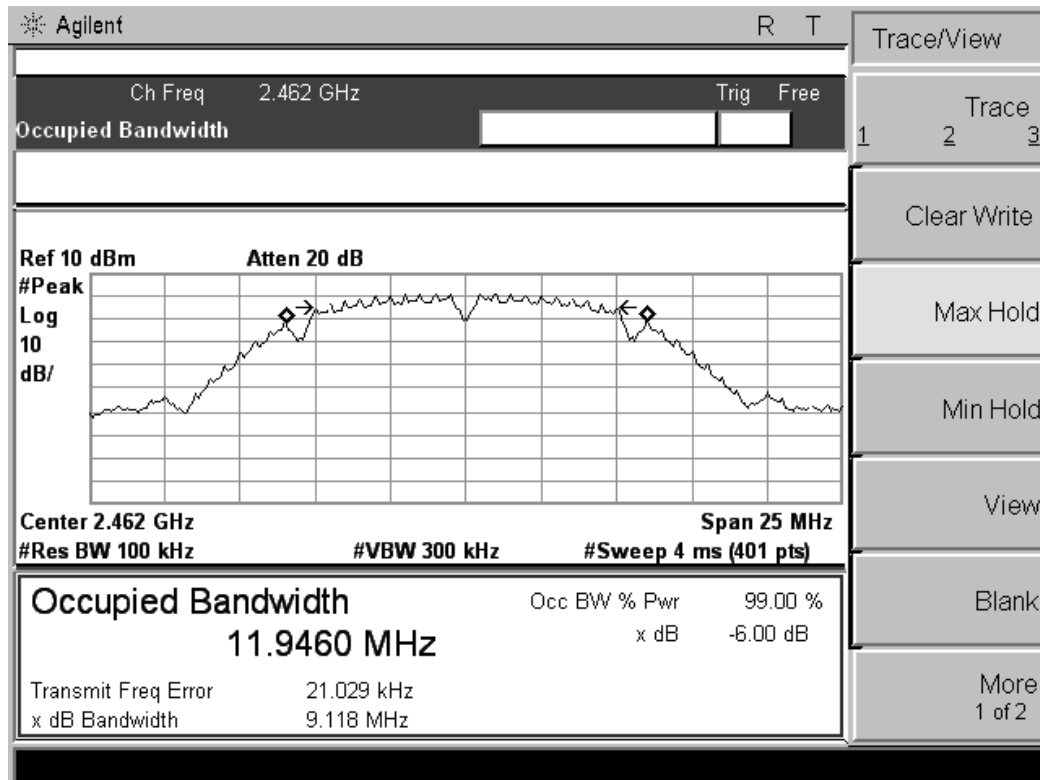 Agilent R T
Ch Freq 2.462 GHz Trig Free
Occupied Bandwidth
Ref 10 dBm Atten 20 dB
#Peak
Log
10
dB/
Center 2.462 GHz Span 25 MHz
#Res BW 100 kHz #VBW 300 kHz #Sweep 4 ms (401 pts)
Occupied Bandwidth Occ BW % Pwr 99.00 %
11.9460 MHz x dB -6.00 dB
Transmit Freq Error 21.029 kHz
x dB Bandwidth 9.118 MHz
Trace/View
Trace
1 2 3
Clear Write
Max Hold
Min Hold
View
Blank
More
1 of 2